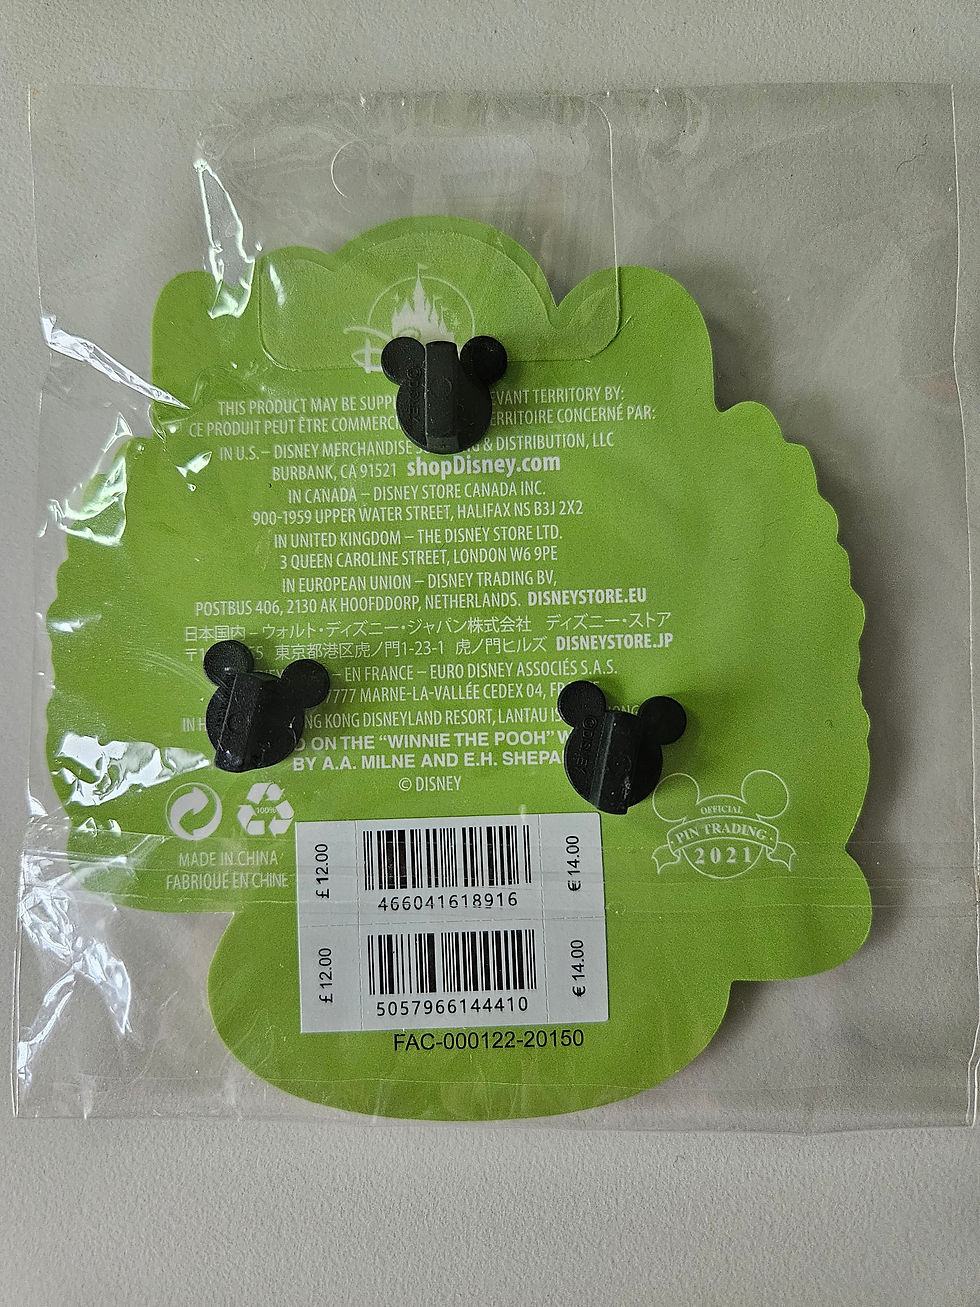 THIS PRODUCT MAY BE SUPP EVANT TERRITORY BY:
CE PRODUIT PEUT ÊTRE COMMERC ERRITOIRE CONCERNÉ PAR:
IN U.S. – DISNEY MERCHANDISE & DISTRIBUTION, LLC
BURBANK, CA 91521 shopDisney.com
IN CANADA – DISNEY STORE CANADA INC.
900-1959 UPPER WATER STREET, HALIFAX NS B3J 2X2
IN UNITED KINGDOM – THE DISNEY STORE LTD.
3 QUEEN CAROLINE STREET, LONDON W6 9PE
IN EUROPEAN UNION – DISNEY TRADING BV,
POSTBUS 406, 2130 AK HOOFDDORP, NETHERLANDS. DISNEYSTORE.EU
日本国内 – ウォルト・ディズニー・ジャパン株式会社 ディズニー・ストア
東京都港区虎ノ門1-23-1 虎ノ門ヒルズ DISNEYSTORE.JP
– EN FRANCE – EURO DISNEY ASSOCIÉS S.A.S.
7777 MARNE-LA-VALLÉE CEDEX 04,
IN NG KONG DISNEYLAND RESORT, LANTAU
ON THE "WINNIE THE POOH"
BY A.A. MILNE AND E.H.
© DISNEY
100%
MADE IN CHINA
FABRIQUÉ EN CHINE
OFFICIAL
PIN TRADING
2021
£ 12.00
466041618916
€ 14.00
£ 12.00
5057966144410
€ 14.00
FAC-000122-20150